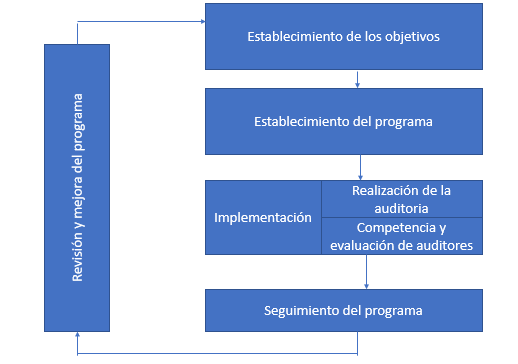 Establecimiento de los objetivos
Establecimiento del programa
Implementación
Realización de la
auditoria
Competencia y
evaluación de auditores
Seguimiento del programa
Revisión y mejora del programa